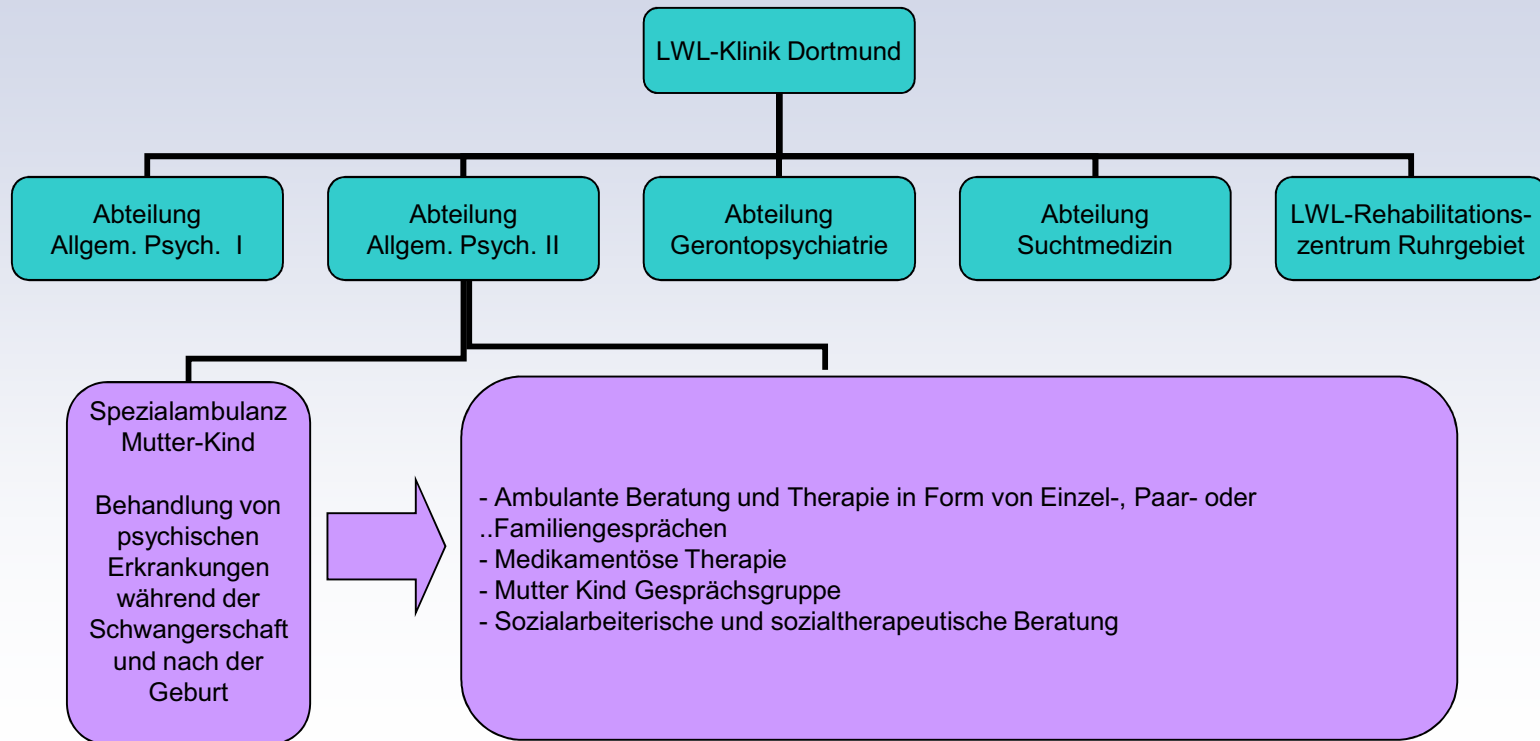 LWL-Klinik Dortmund
Abteilung
Allgem. Psych. I
Abteilung
Allgem. Psych. II
Abteilung
Gerontopsychiatrie
Abteilung
Suchtmedizin
LWL-Rehabilitations-
zentrum Ruhrgebiet
Spezialambulanz
Mutter-Kind
Behandlung von
psychischen
Erkrankungen
während der
Schwangerschaft
und nach der
Geburt
- Ambulante Beratung und Therapie in Form von Einzel-, Paar- oder
..Familiengesprächen
- Medikamentöse Therapie
- Mutter Kind Gesprächsgruppe
- Sozialarbeiterische und sozialtherapeutische Beratung